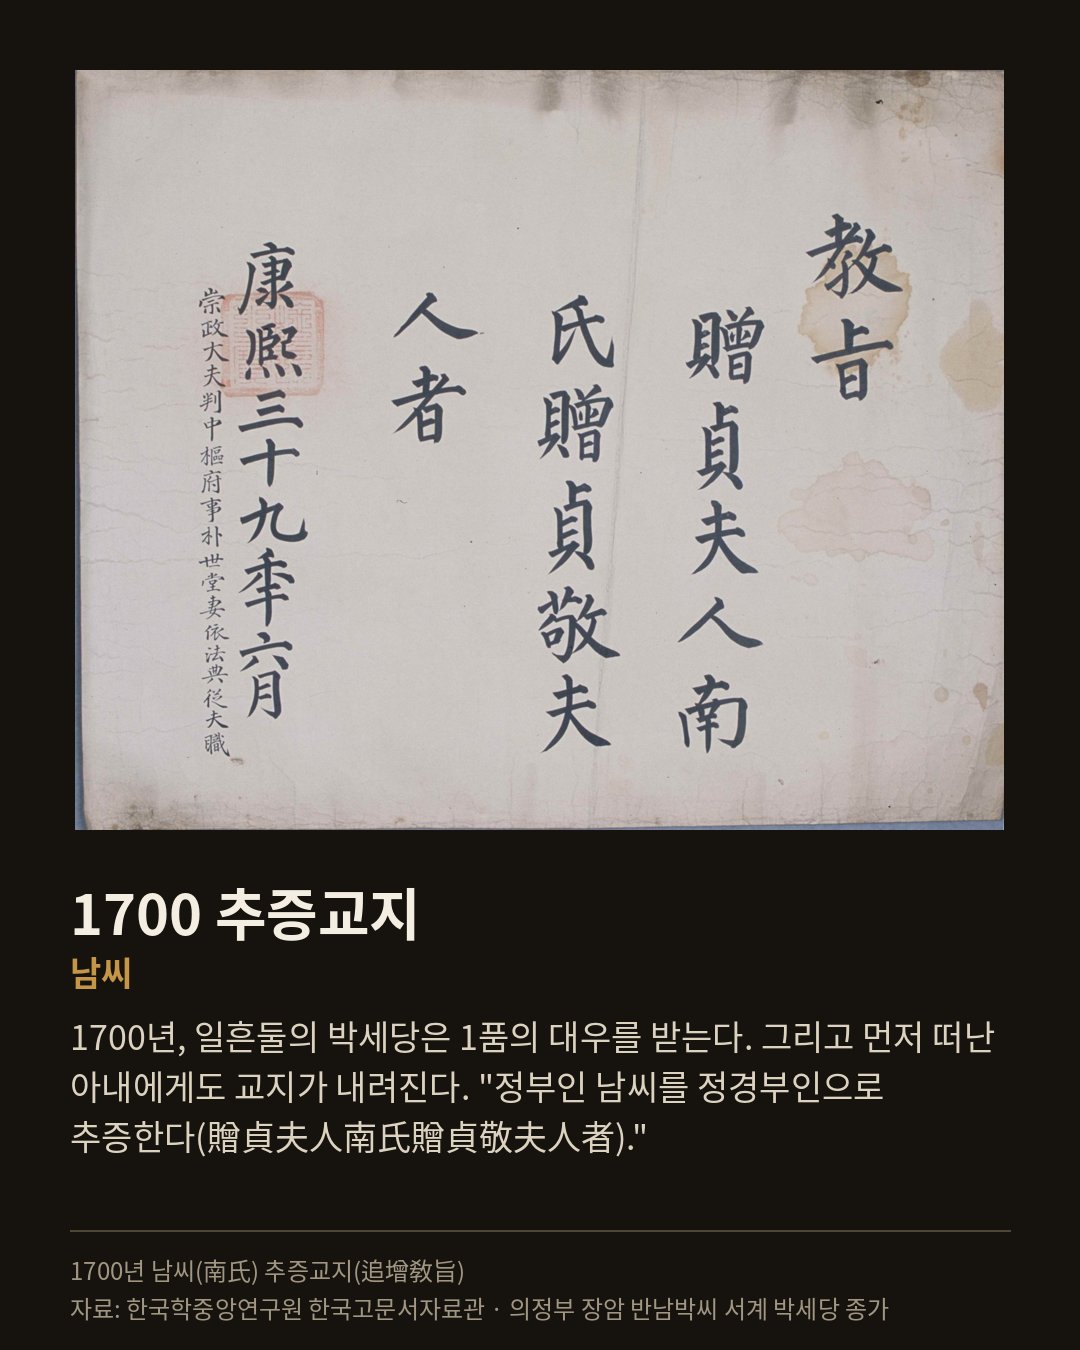 敎旨
贈貞夫人南
氏贈貞敬夫
人者
康熙三十九年六月
崇政大夫判中樞府事朴世堂妻依法典從夫職
1700 추증교지
남씨
1700년, 일흔둘의 박세당은 1품의 대우를 받는다. 그리고 먼저 떠난
아내에게도 교지가 내려진다. "정부인 남씨를 정경부인으로
추증한다(贈貞夫人南氏贈貞敬夫人者)."
1700년 남씨(南氏) 추증교지(追增敎旨)
자료: 한국학중앙연구원 한국고문서자료관 · 의정부 장암 반남박씨 서계 박세당 종가